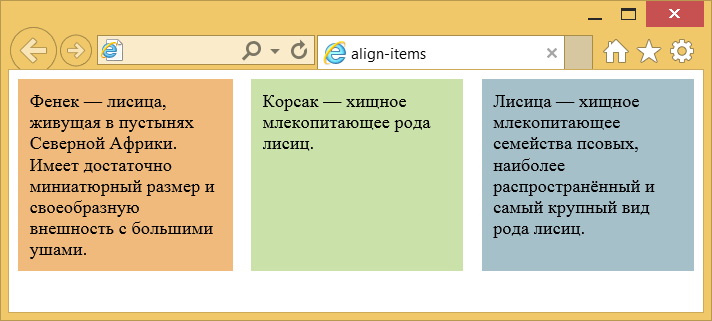 align-items
Фенек — лисица,
живущая в пустынях
Северной Африки.
Имеет достаточно
миниатюрный размер и
своеобразную
внешность с большими
ушами.
Корсак — хищное
млекопитающее рода
лисиц.
Лисица — хищное
млекопитающее
семейства псовых,
наиболее
распространённый и
самый крупный вид
рода лисиц.